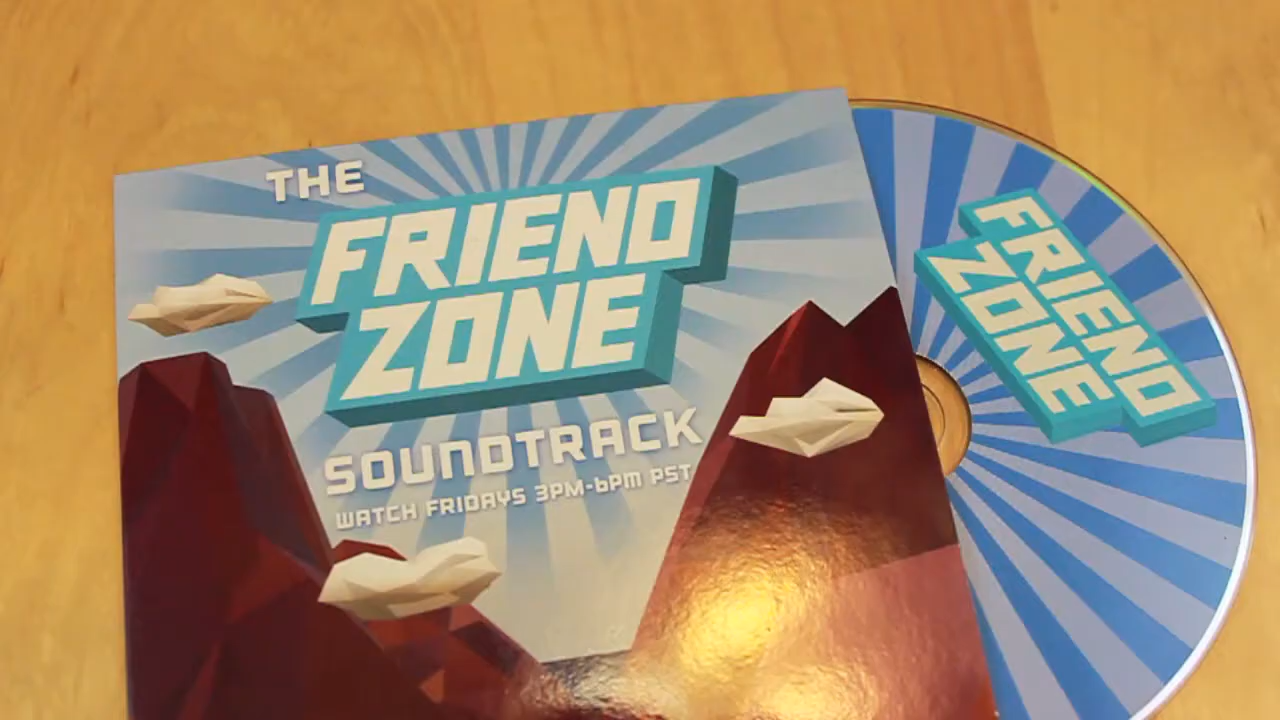 THE
FRIEND
ZONE
SOUNDTRACK
WATCH FRIDAYS 3PM-6PM PST
FRIEND
ZONE